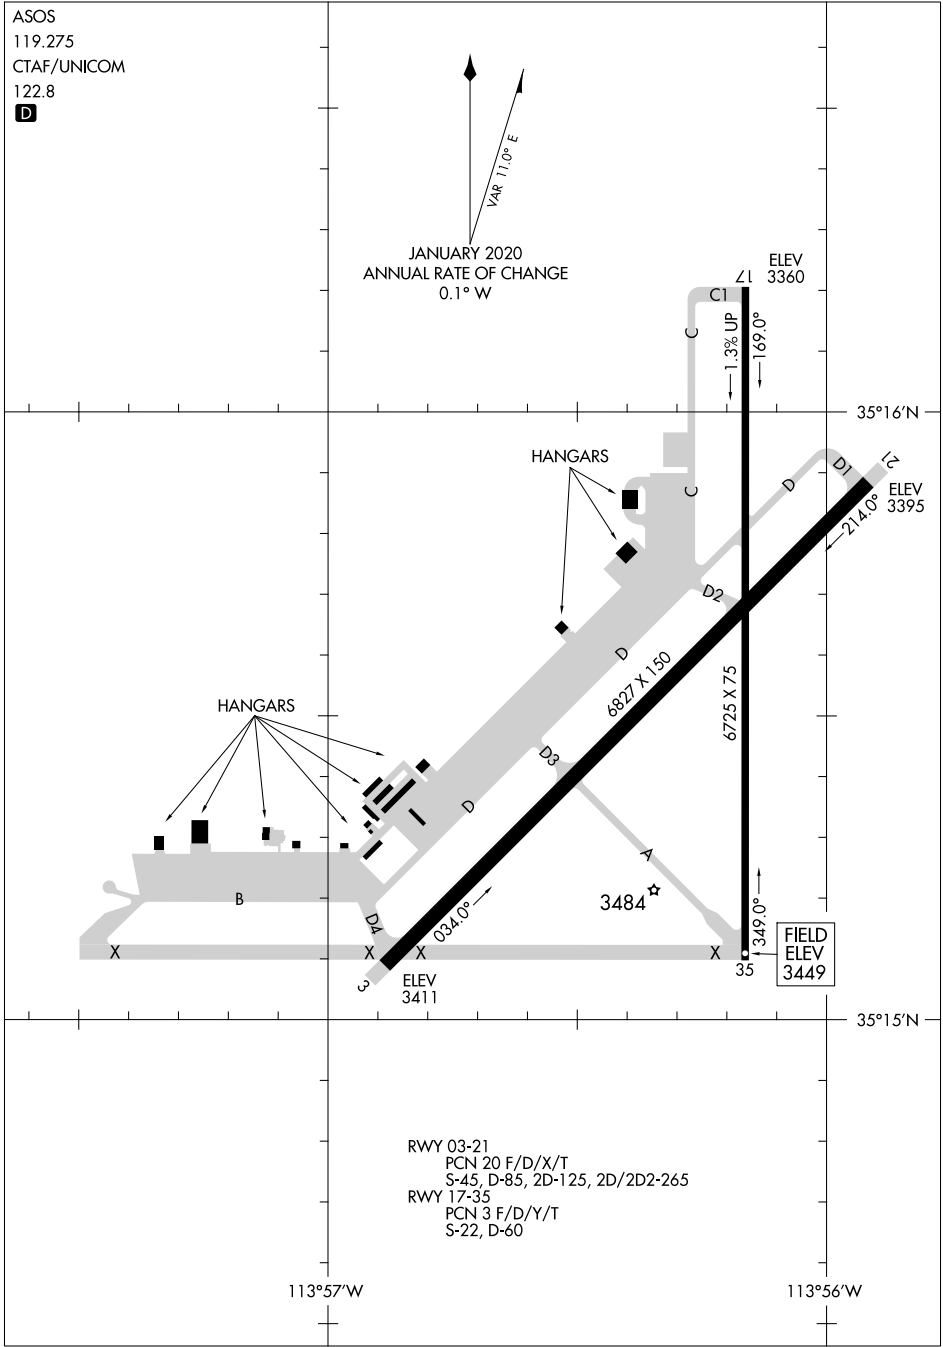 ASOS
119.275
CTAF/UNICOM
122.8
D
VAR 11.0° E
JANUARY 2020
ANNUAL RATE OF CHANGE
0.1° W
17
ELEV
3360
C1
C
1.3% UP
169.0°
35°16'N
HANGARS
C
D
D1
21
ELEV
3395
214.0°
D2
D
6827 X 150
6725 X 75
HANGARS
D3
D
A
3484
B
D4
034.0°
349.0°
X
X
X
X
FIELD
ELEV
3449
35
3
ELEV
3411
35°15'N
RWY 03-21
PCN 20 F/D/X/T
S-45, D-85, 2D-125, 2D/2D2-265
RWY 17-35
PCN 3 F/D/Y/T
S-22, D-60
113°57'W
113°56'W